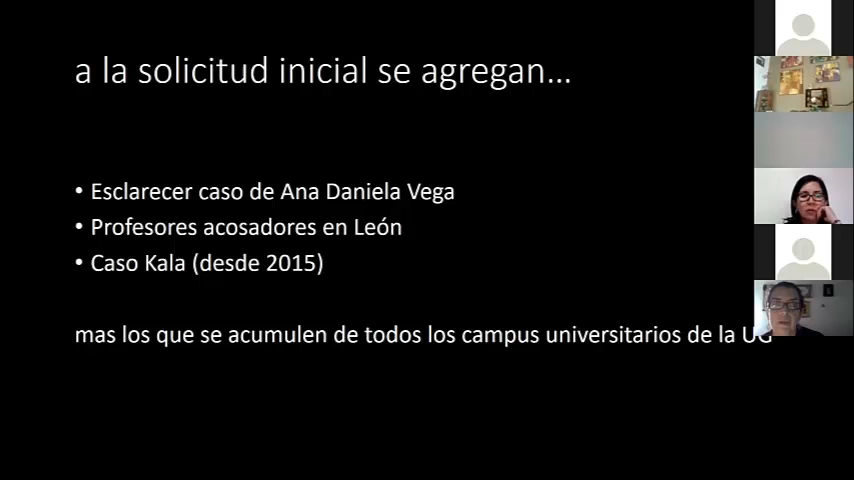 a la solicitud inicial se agregan...
• Esclarecer caso de Ana Daniela Vega
• Profesores acosadores en León
• Caso Kala (desde 2015)
mas los que se acumulen de todos los campus universitarios de la UG